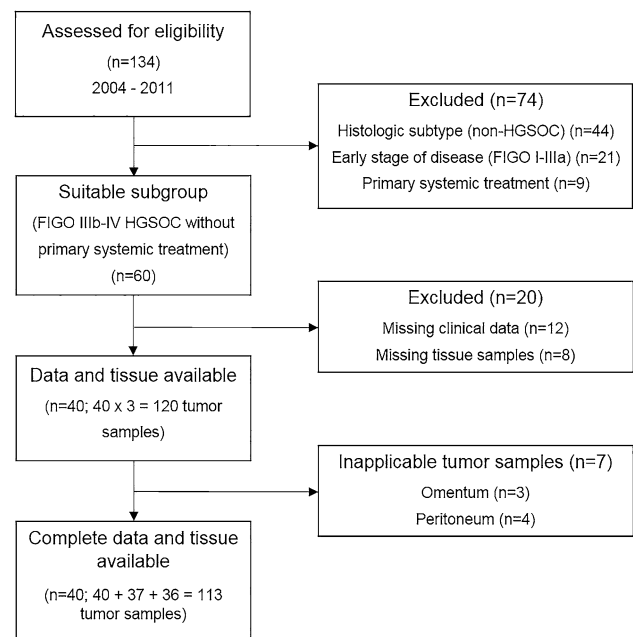 Assessed for eligibility
(n=134)
2004 - 2011
Excluded (n=74)
Histologic subtype (non-HGSOC) (n=44)
Early stage of disease (FIGO I-IIIa) (n=21)
Primary systemic treatment (n=9)
Suitable subgroup
(FIGO IIIb-IV HGSOC without
primary systemic treatment)
(n=60)
Excluded (n=20)
Missing clinical data (n=12)
Missing tissue samples (n=8)
Data and tissue available
(n=40; 40 x 3 = 120 tumor
samples)
Inapplicable tumor samples (n=7)
Omentum (n=3)
Peritoneum (n=4)
Complete data and tissue
available
(n=40; 40 + 37 + 36 = 113
tumor samples)